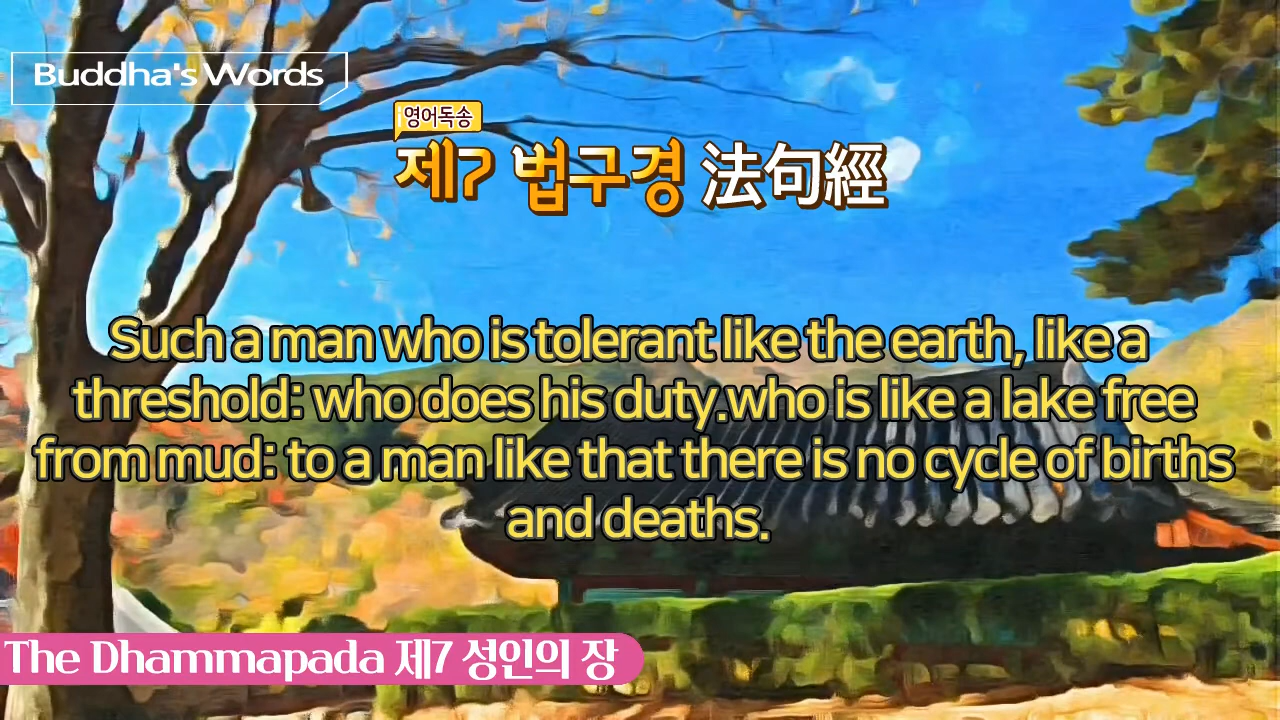 Buddha's Words
영어독송
제7 법구경 法句經
Such a man who is tolerant like the earth, like a
threshold: who does his duty.who is like a lake free
from mud: to a man like that there is no cycle of births
and deaths.
The Dhammapada 제7 성인의 장